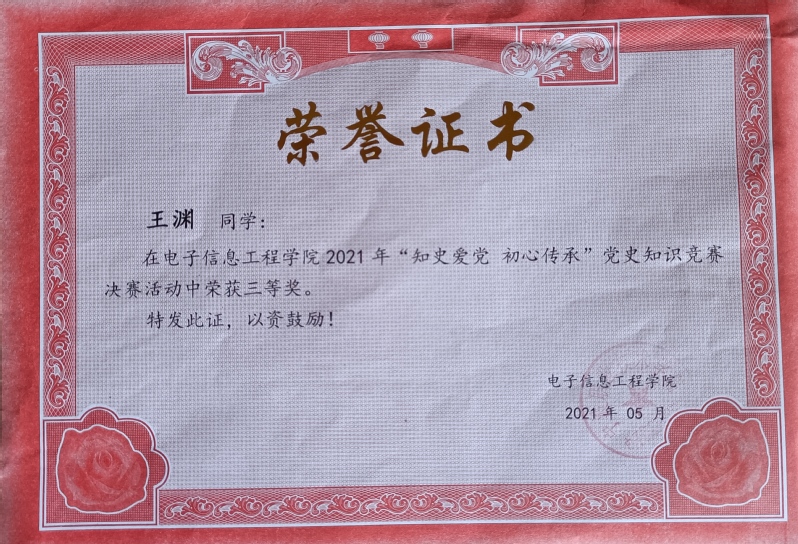 荣誉证书
王渊 同学：
在电子信息工程学院2021年“知史爱党 初心传承”党史知识竞赛
决赛活动中荣获三等奖。
特发此证，以资鼓励！
电子信息工程学院
2021年 05 月